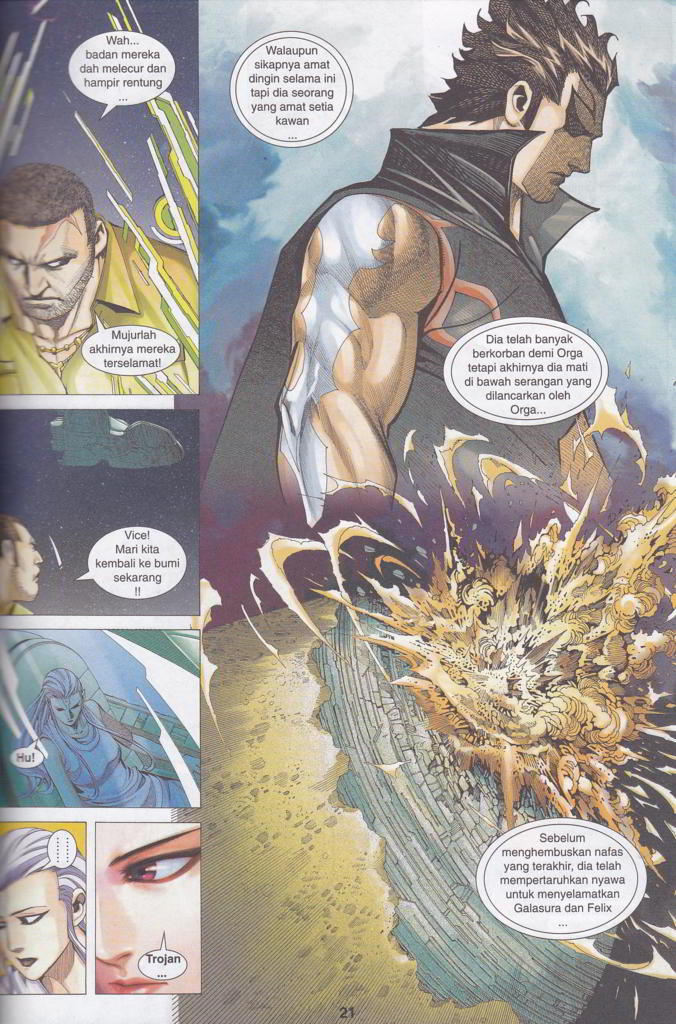 Wah...
badan mereka
dah melecur dan
hampir rentung
...
Mujurlah
akhirnya mereka
terselamat!
Vice!
Mari kita
kembali ke bumi
sekarang
!!
Hu!
......
Trojan
...
Walaupun
sikapnya amat
dingin selama ini
tapi dia seorang
yang amat setia
kawan
...
Dia telah banyak
berkorban demi Orga
tetapi akhirnya dia mati
di bawah serangan yang
dilancarkan oleh
Orga...
Sebelum
menghembuskan nafas
yang terakhir, dia telah
mempertaruhkan nyawa
untuk menyelamatkan
Galasura dan Felix
...
21